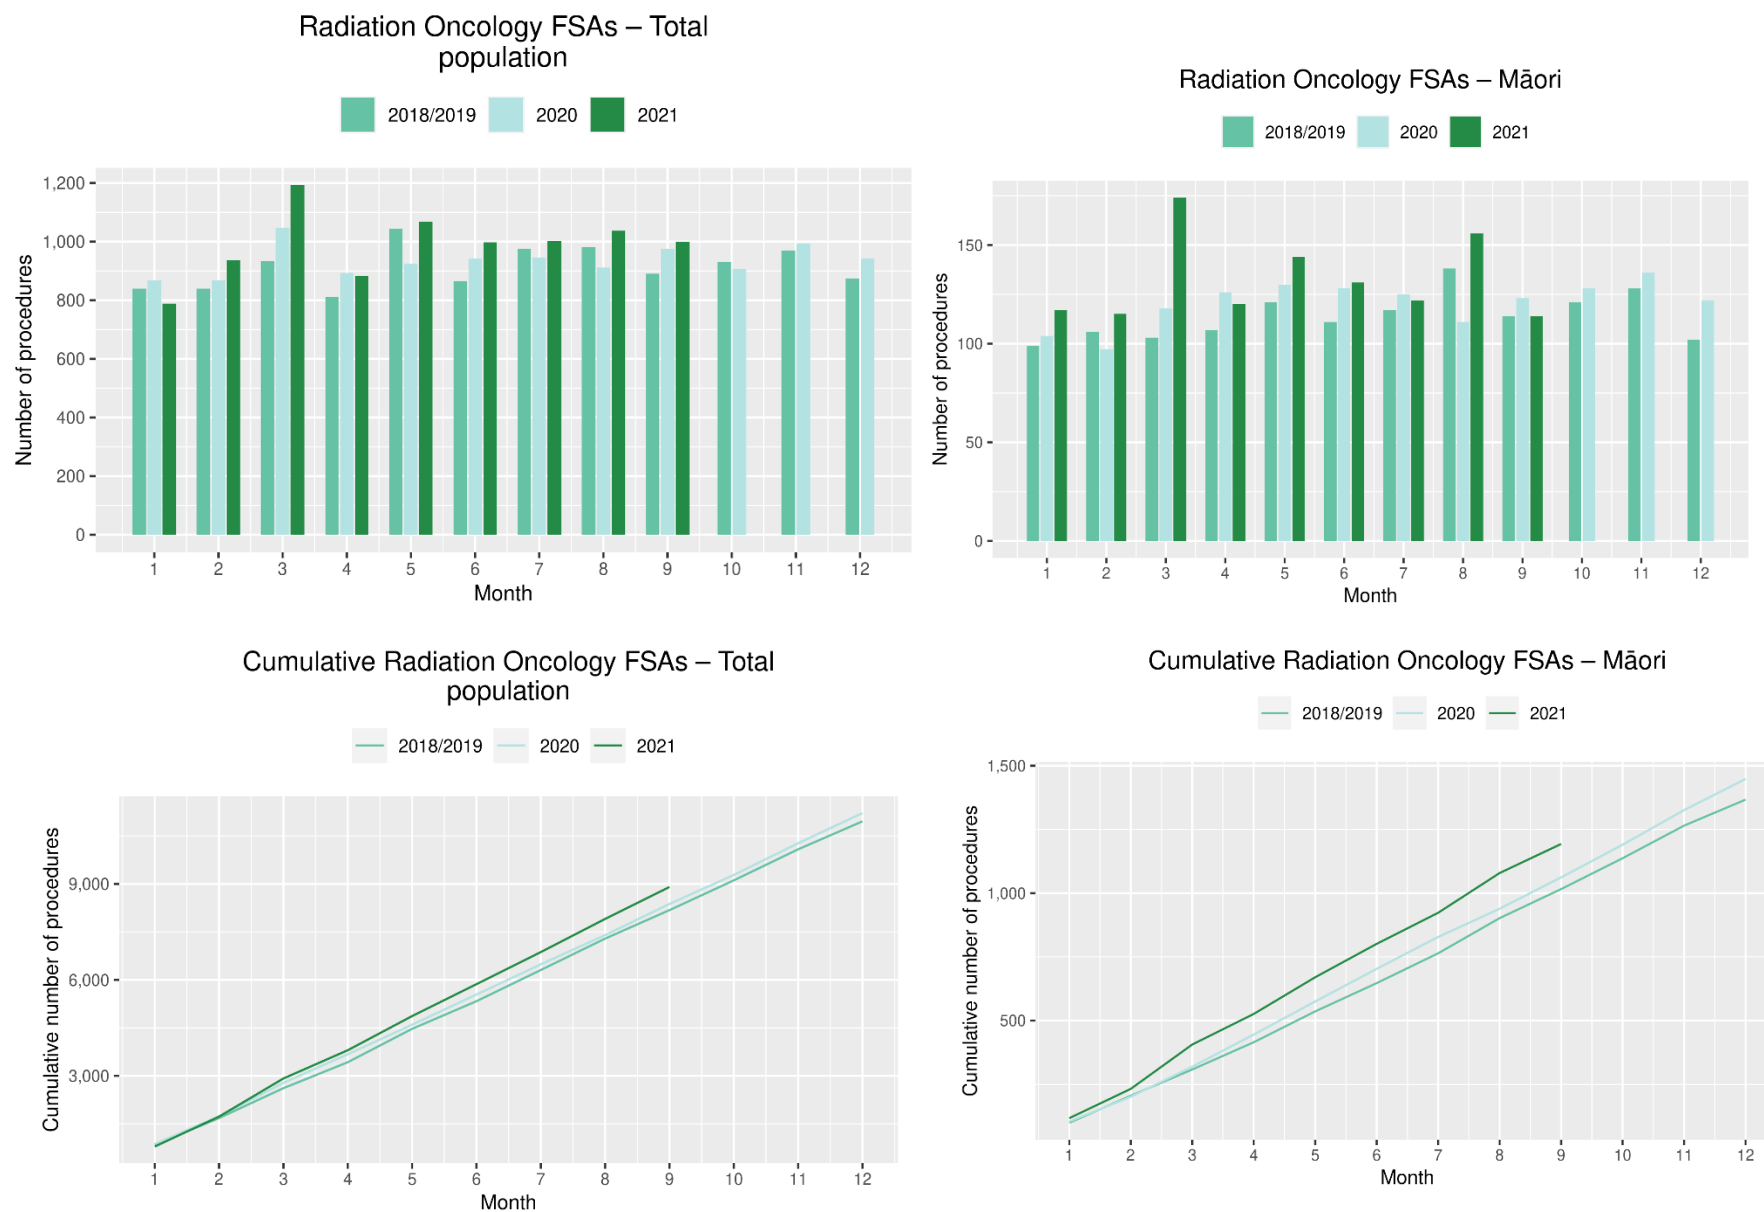 Radiation Oncology FSAs – Total
population
2018/2019 2020 2021
Number of procedures
1,200
1,000
800
600
400
200
0
1 2 3 4 5 6 7 8 9 10 11 12
Month
Radiation Oncology FSAs – Māori
2018/2019 2020 2021
Number of procedures
150
100
50
0
1 2 3 4 5 6 7 8 9 10 11 12
Month
Cumulative Radiation Oncology FSAs – Total
population
2018/2019 2020 2021
Cumulative number of procedures
9,000
6,000
3,000
1 2 3 4 5 6 7 8 9 10 11 12
Month
Cumulative Radiation Oncology FSAs – Māori
2018/2019 2020 2021
Cumulative number of procedures
1,500
1,000
500
1 2 3 4 5 6 7 8 9 10 11 12
Month